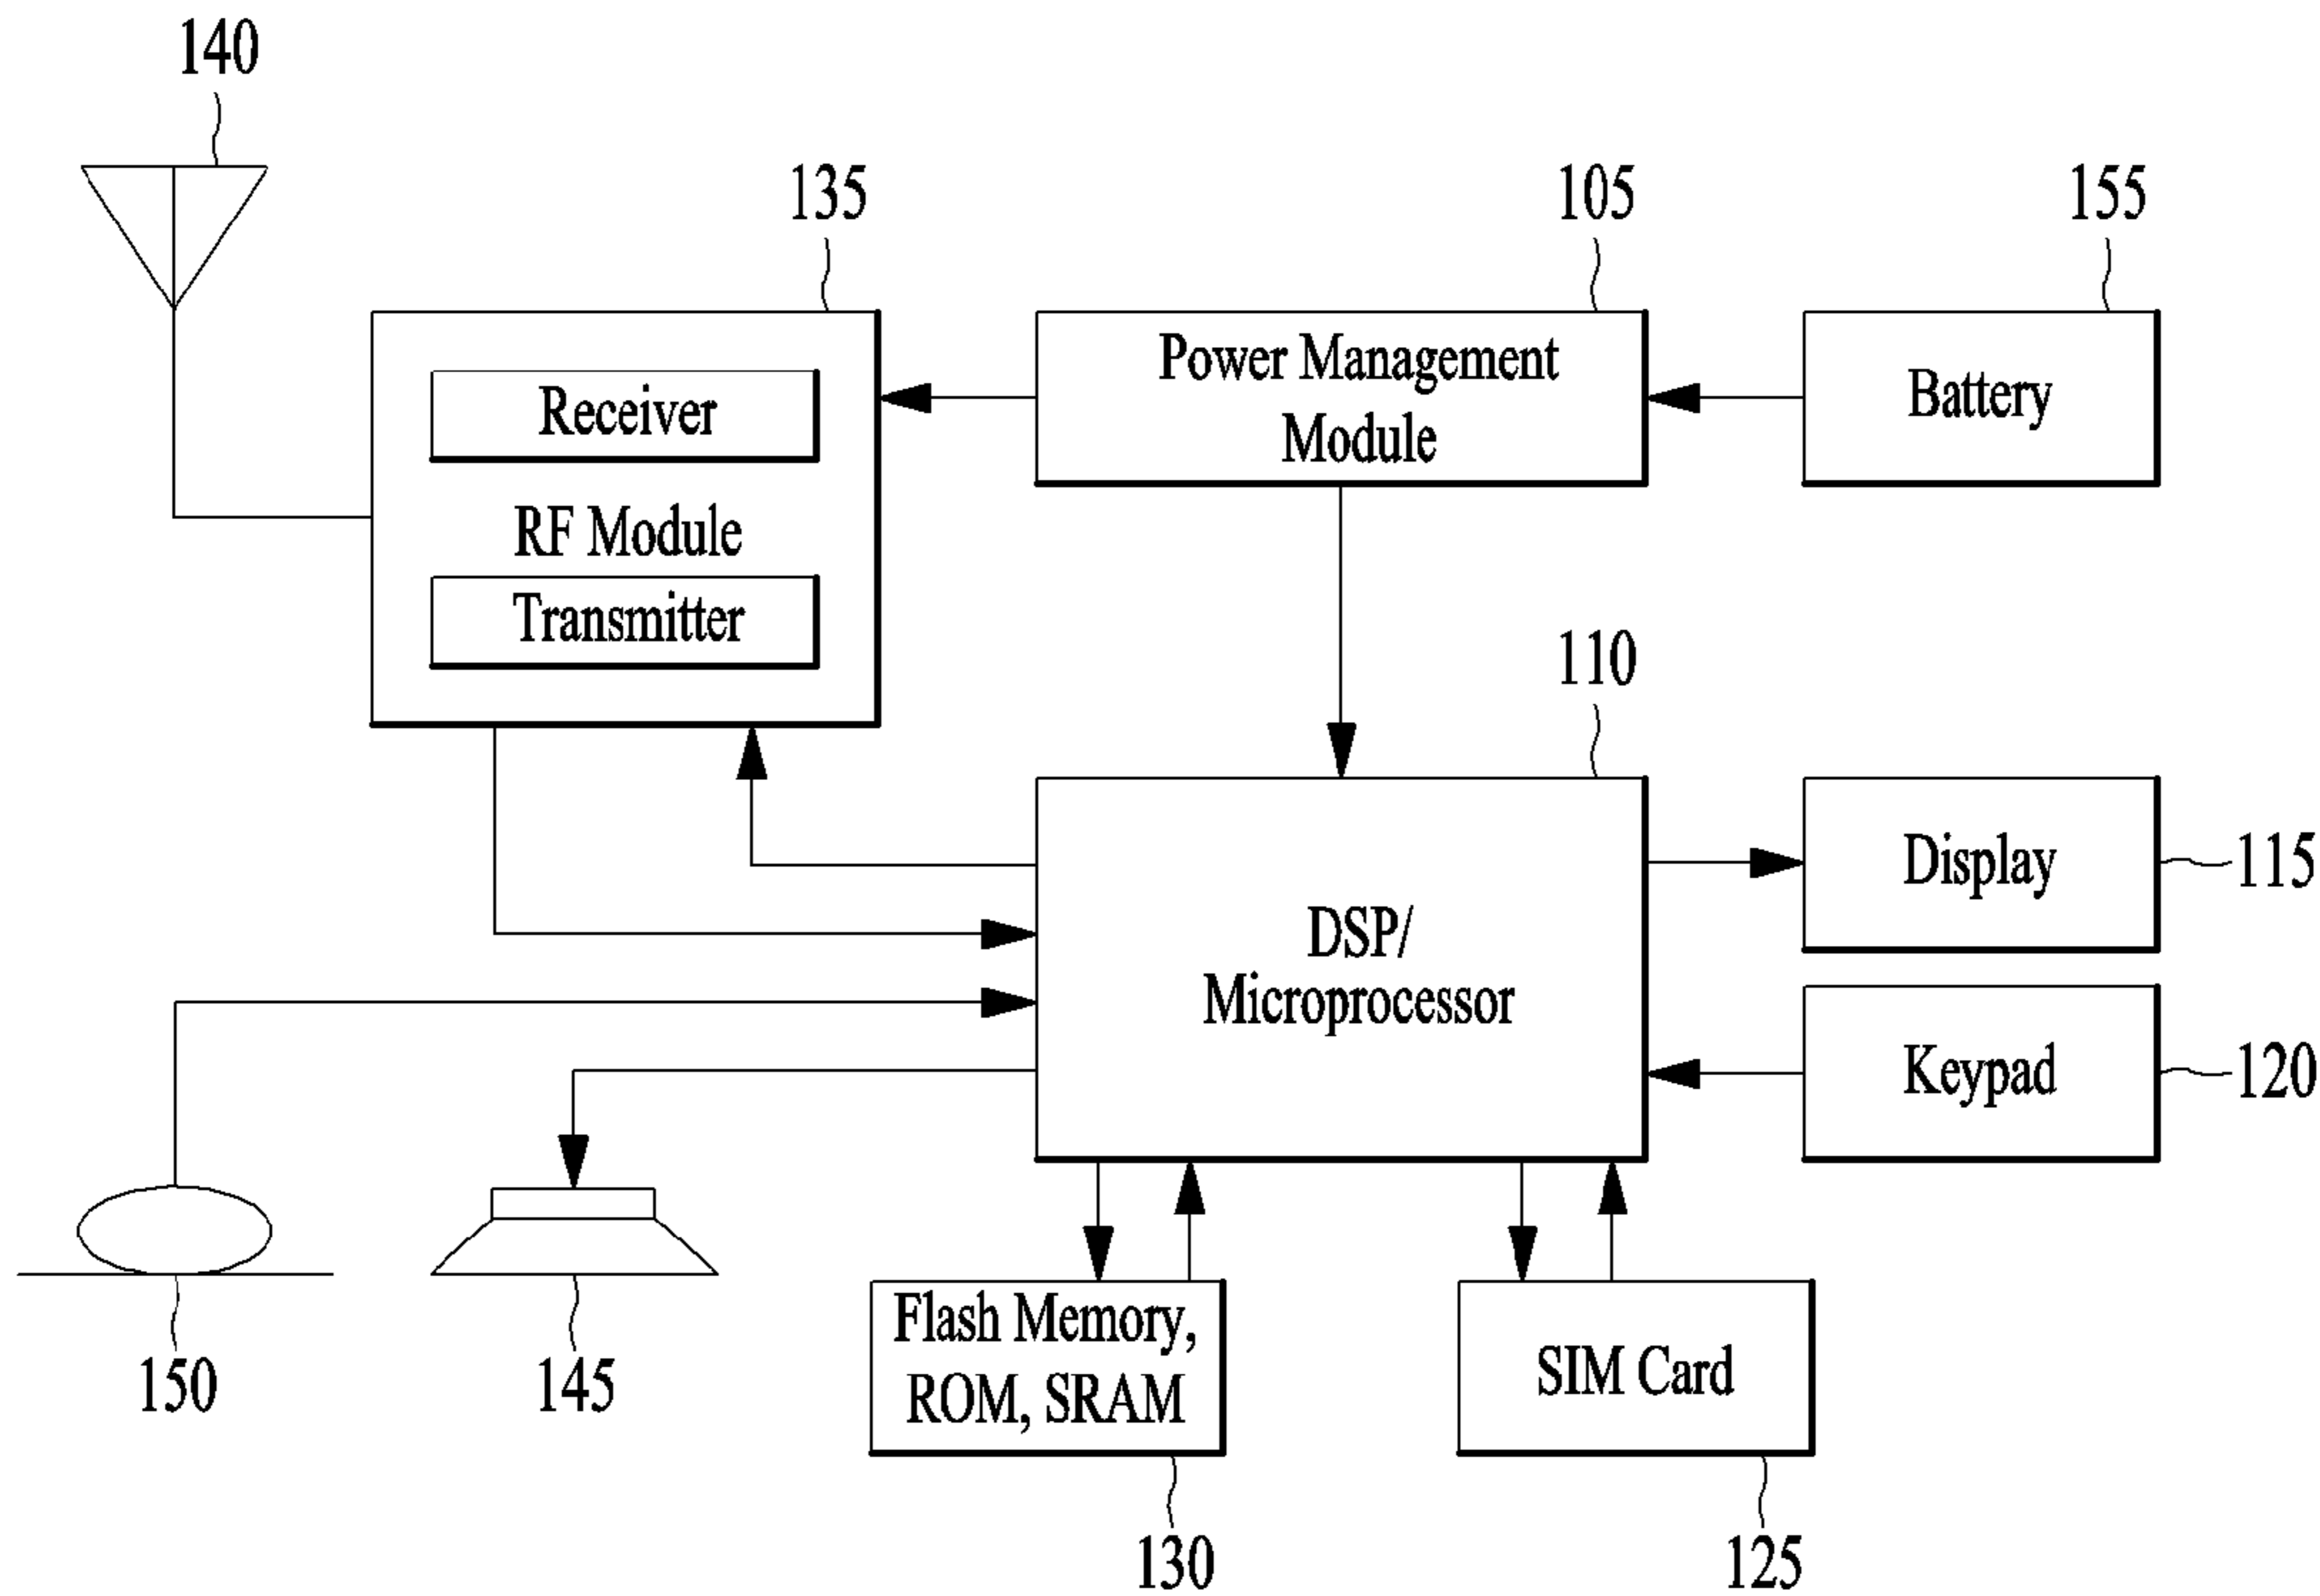 140
135
105
155
Receiver
RF Module
Transmitter
Power Management
Module
Battery
110
DSP/
Microprocessor
Display
115
Keypad
120
150
145
Flash Memory,
ROM, SRAM
SIM Card
130
125